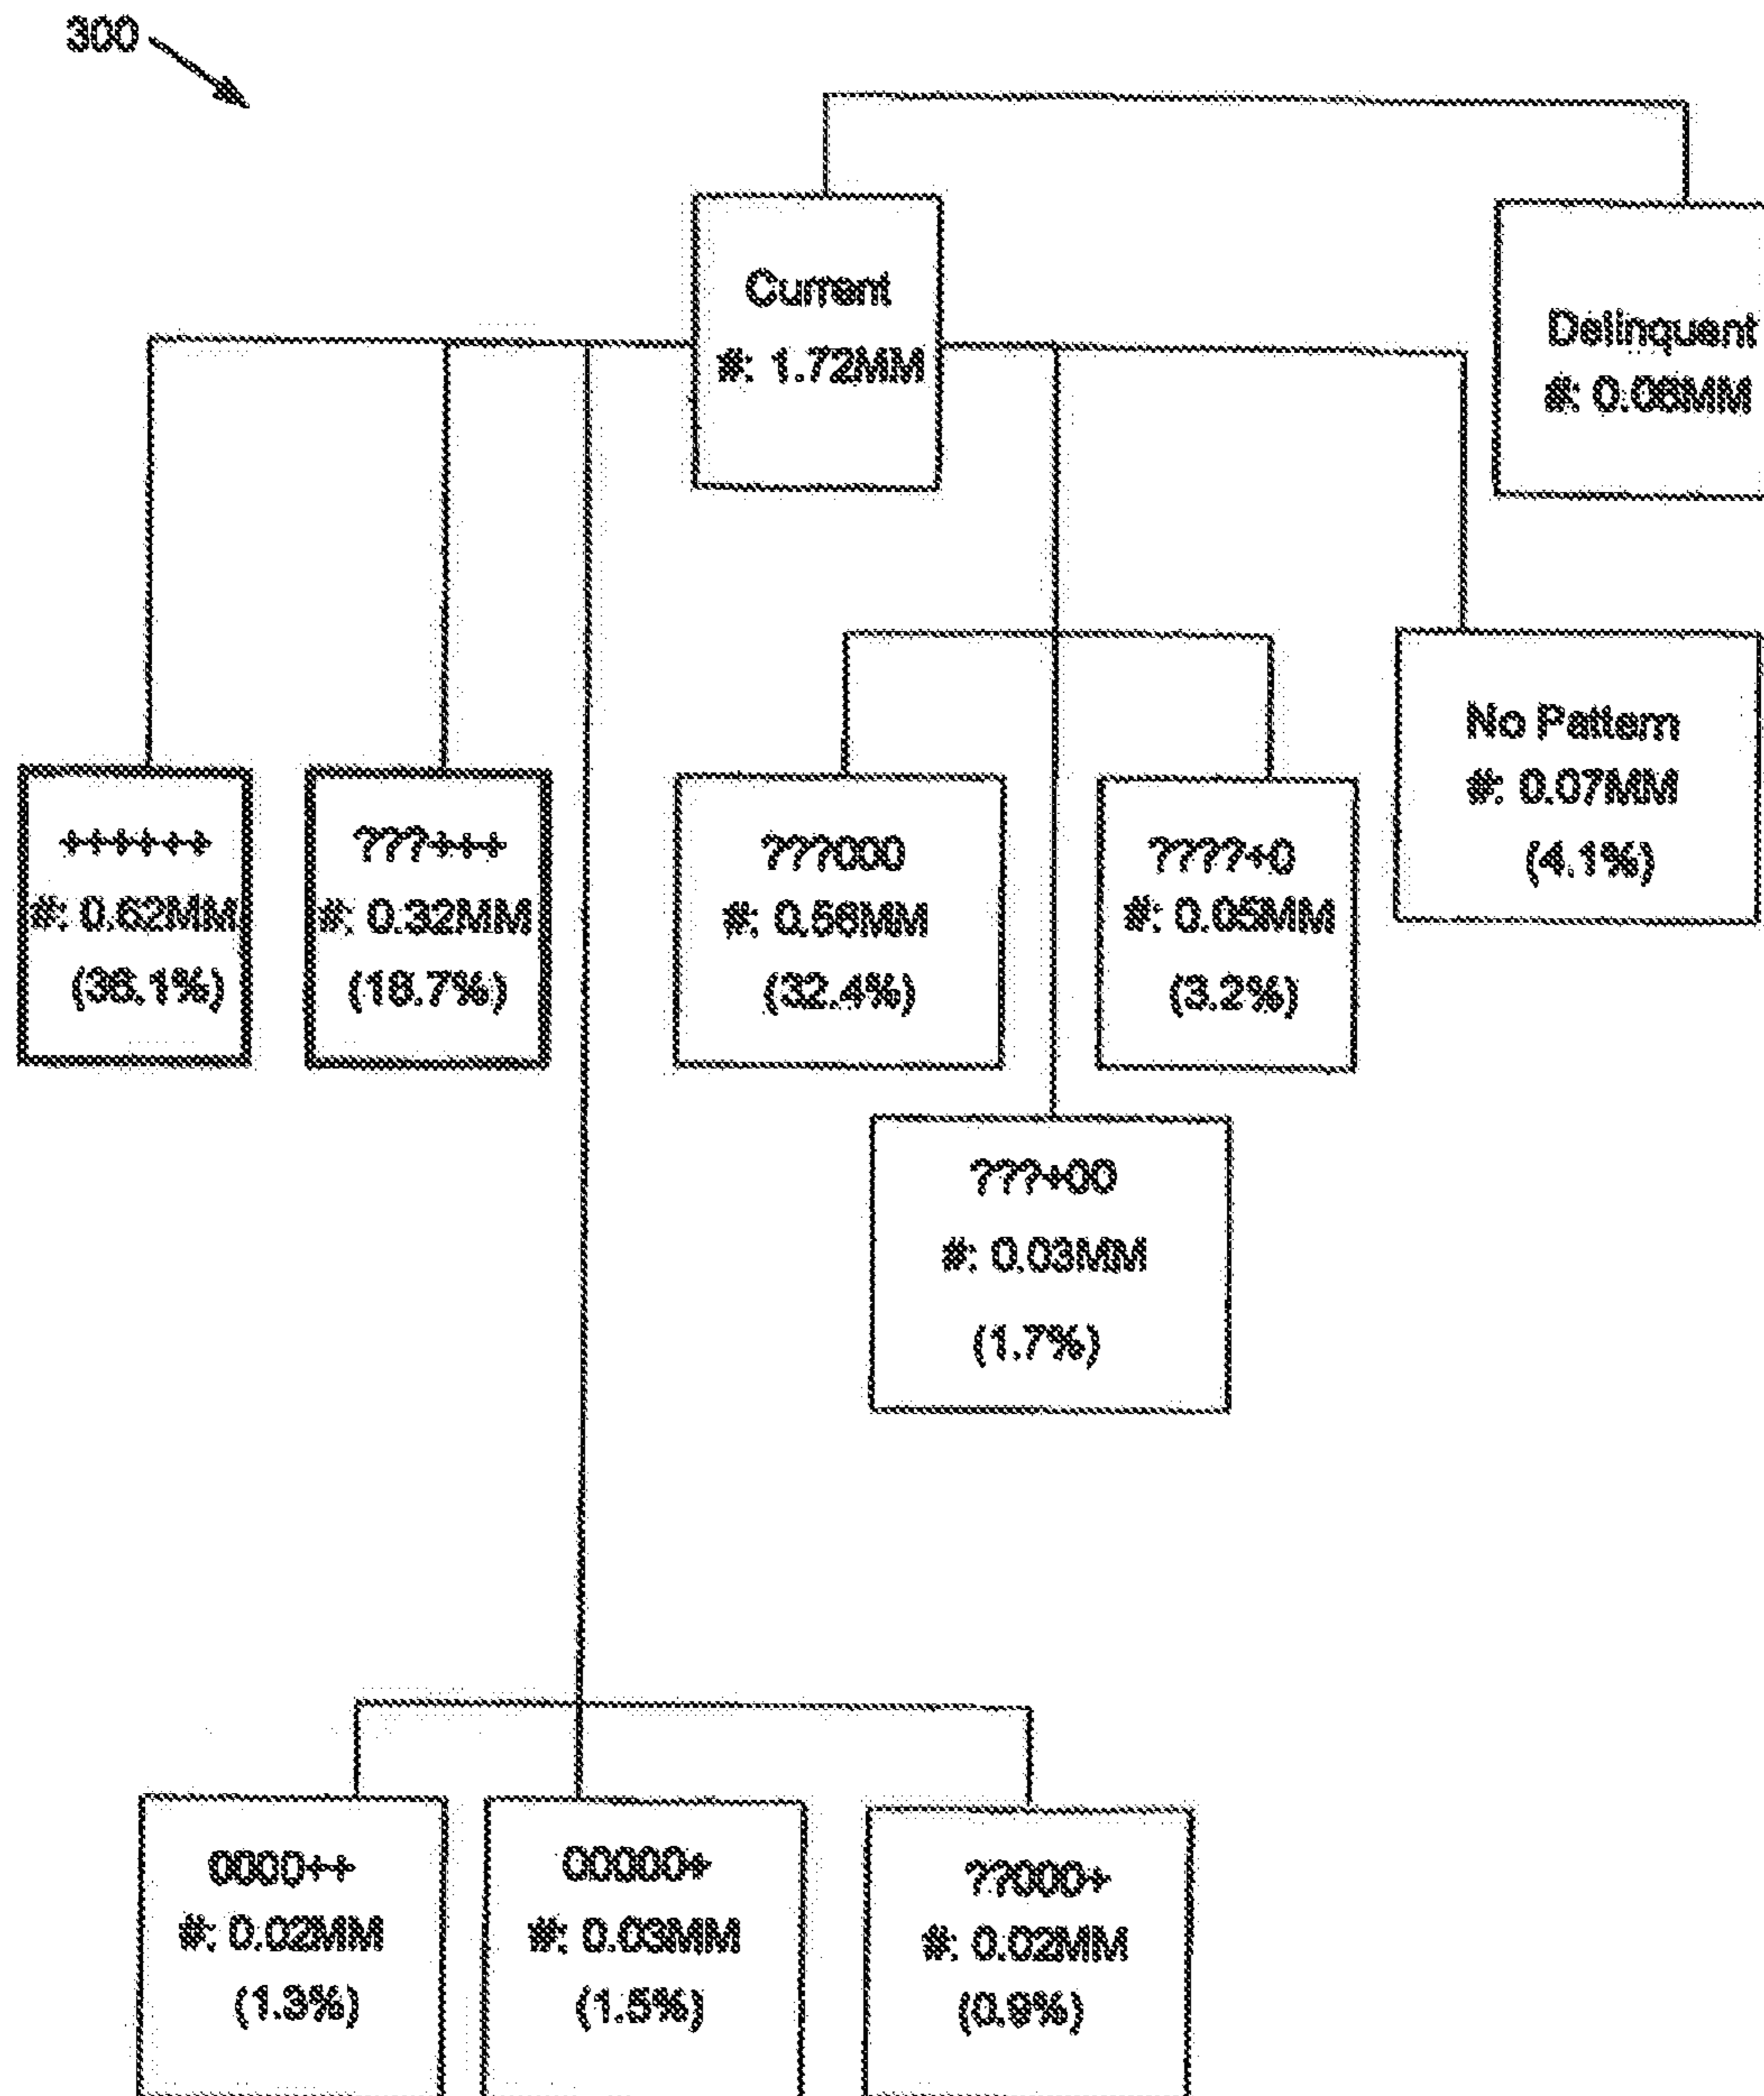 300
Current
#: 1.72MM
Delinquent
#:
++++++
#: 0.62MM
(36.1%)
???+++
#: 0.32MM
(18.7%)
???000
#: 0.56MM
(32.4%)
????+0
#: 0.05MM
(3.2%)
No Pattern
#: 0.07MM
(4.1%)
???+00
#: 0.03MM
(1.7%)
0000++
#: 0.02MM
(1.3%)
00000+
#: 0.03MM
(1.5%)
??000+
#: 0.02MM
(0.9%)